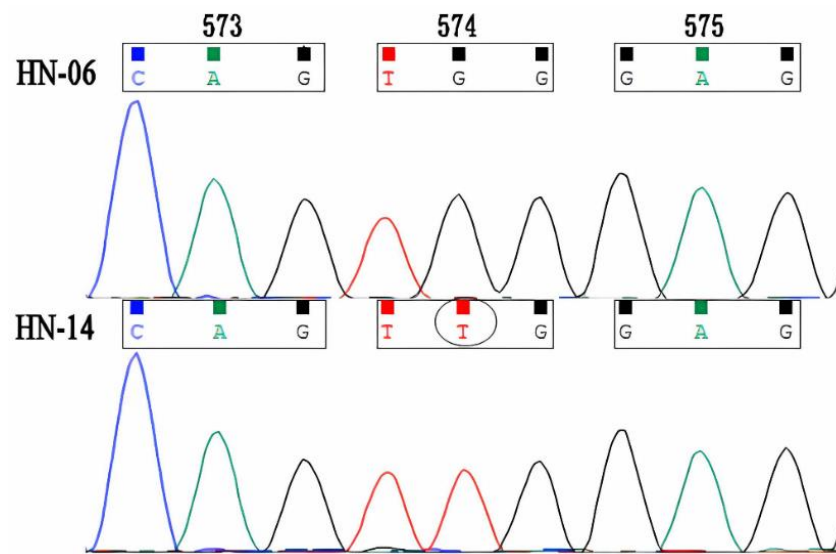 573 574 575
HN-06 C A G T G G G A G
HN-14 C A G T T G G A G